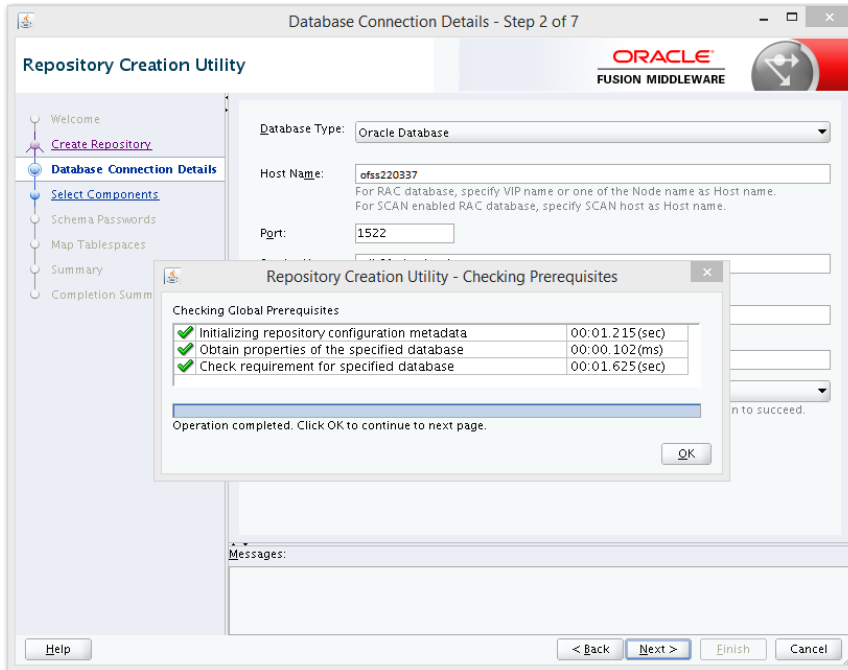 Database Connection Details - Step 2 of 7
Repository Creation Utility
ORACLE
FUSION MIDDLEWARE
Welcome
Create Repository
Database Connection Details
Select Components
Schema Passwords
Map Tablespaces
Summary
Completion Summ
Database Type: Oracle Database
Host Name: ofss220337
For RAC database, specify VIP name or one of the Node name as Host name.
For SCAN enabled RAC database, specify SCAN host as Host name.
Port: 1522
Repository Creation Utility - Checking Prerequisites
Checking Global Prerequisites
Initializing repository configuration metadata 00:01.215(sec)
Obtain properties of the specified database 00:00.102(ms)
Check requirement for specified database 00:01.625(sec)
n to succeed.
Operation completed. Click OK to continue to next page.
OK
Messages:
Help
< Back
Next >
Finish
Cancel